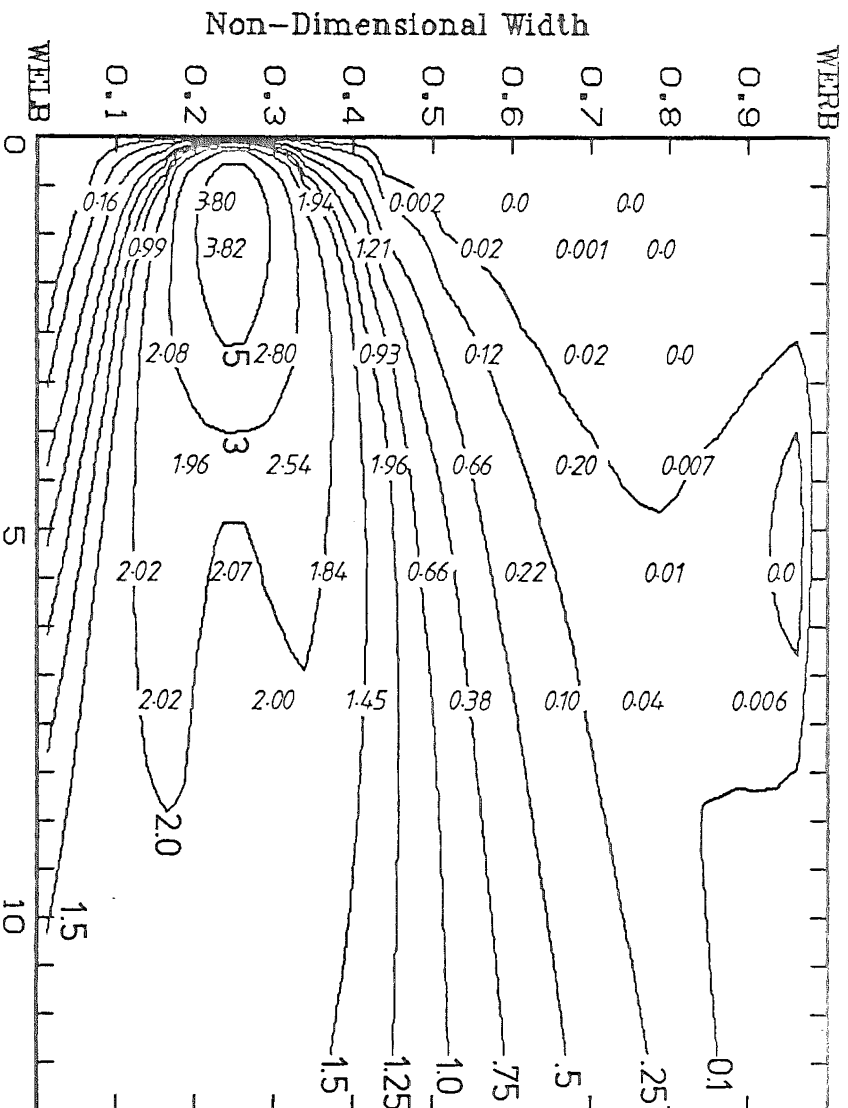 Non-Dimensional Width
WELB 0.1 0.2 0.3 0.4 0.5 0.6 0.7 0.8 0.9 WERB
0
0·16 3·80 1·94 0·002 0·0 0·0
0·99 3·82 1·21 0·02 0·001 0·0
2·08 5 2·80 0·93 0·12 0·02 0·0
3
1·96 2·54 1·96 0·66 0·20 0·007
5
2·02 2·07 1·84 0·66 0·22 0·01 0·0
2·02 2·00 1·45 0·38 0·10 0·04 0·006
2.0
10
1.5
1.5 1.25 1.0 .75 .5 .25 0.1